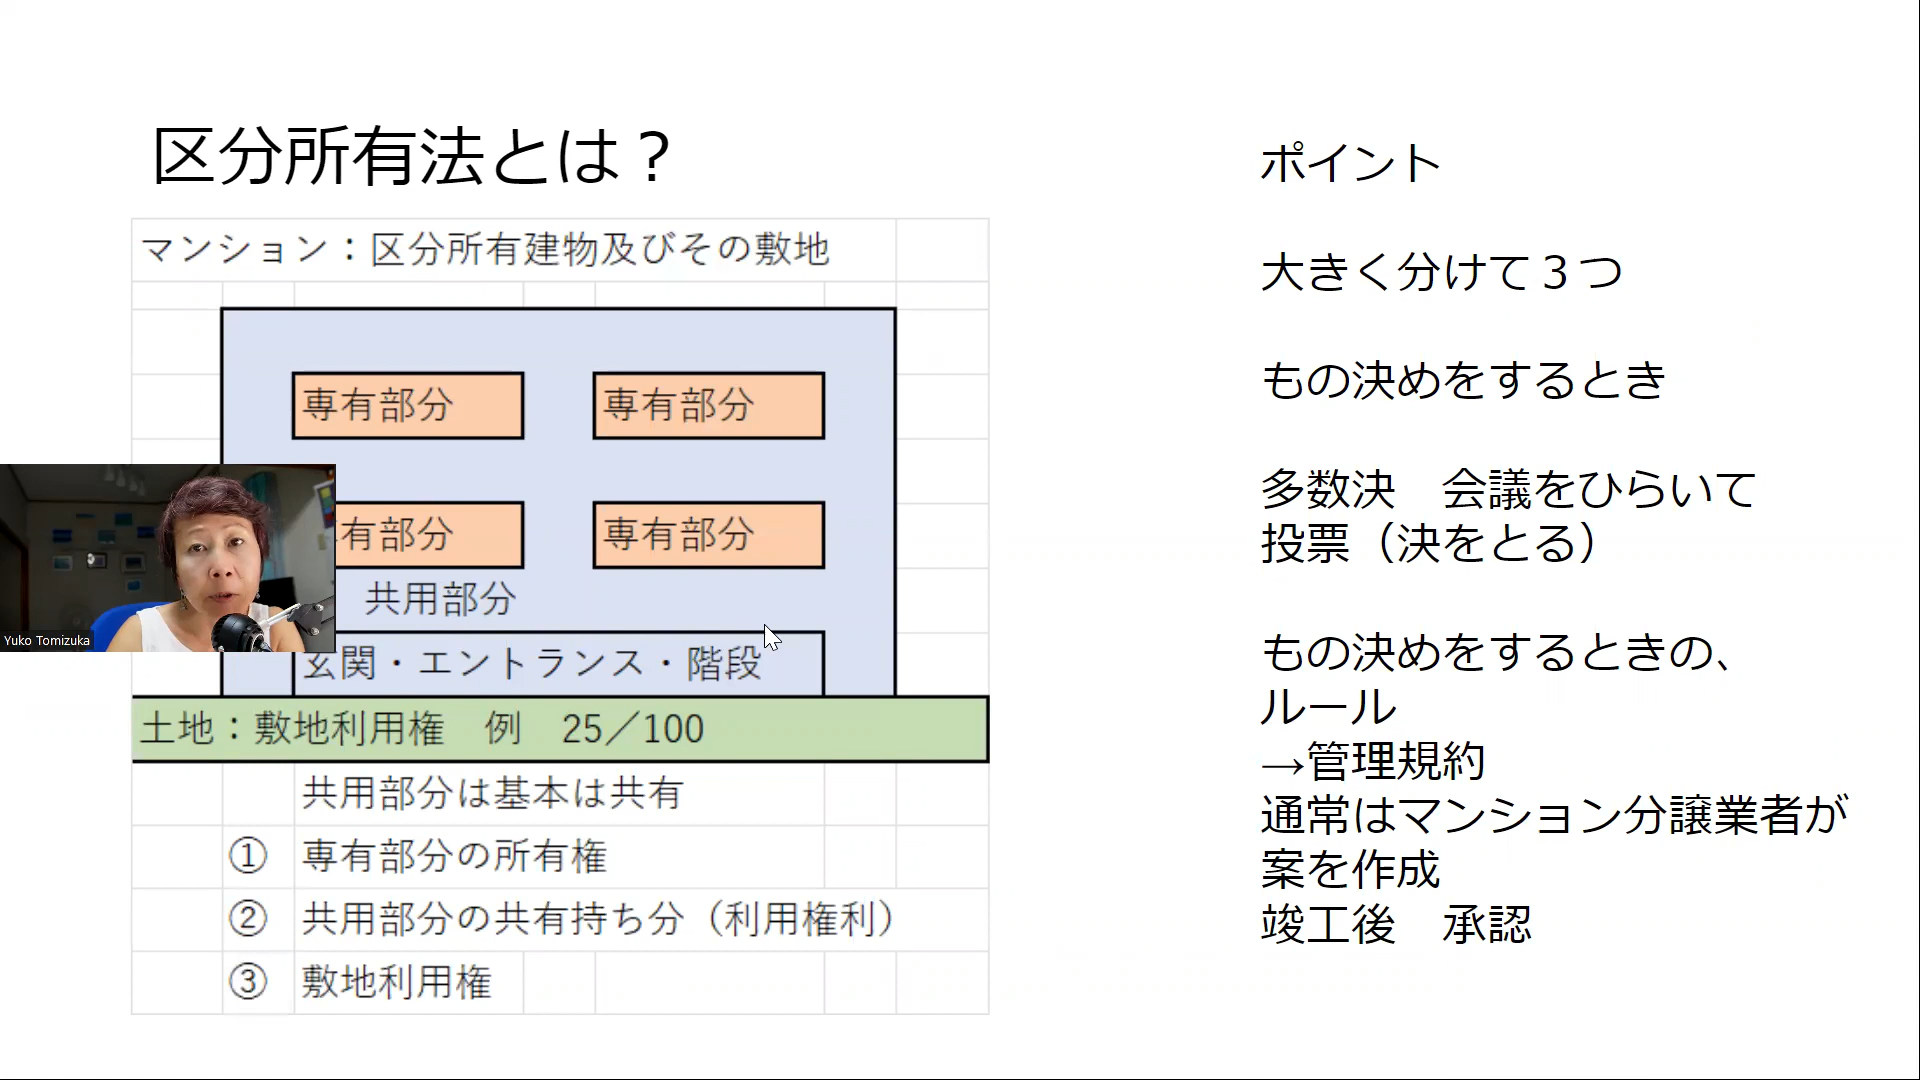 区分所有法とは？
マンション：区分所有建物及びその敷地
専有部分
専有部分
有部分
専有部分
共用部分
玄関・エントランス・階段
土地：敷地利用権　例　25／100
共用部分は基本は共有
① 専有部分の所有権
② 共用部分の共有持ち分（利用権利）
③ 敷地利用権
Yuko Tomizuka
ポイント
大きく分けて３つ
もの決めをするとき
多数決　会議をひらいて
投票（決をとる）
もの決めをするときの、
ルール
→管理規約
通常はマンション分譲業者が
案を作成
竣工後　承認